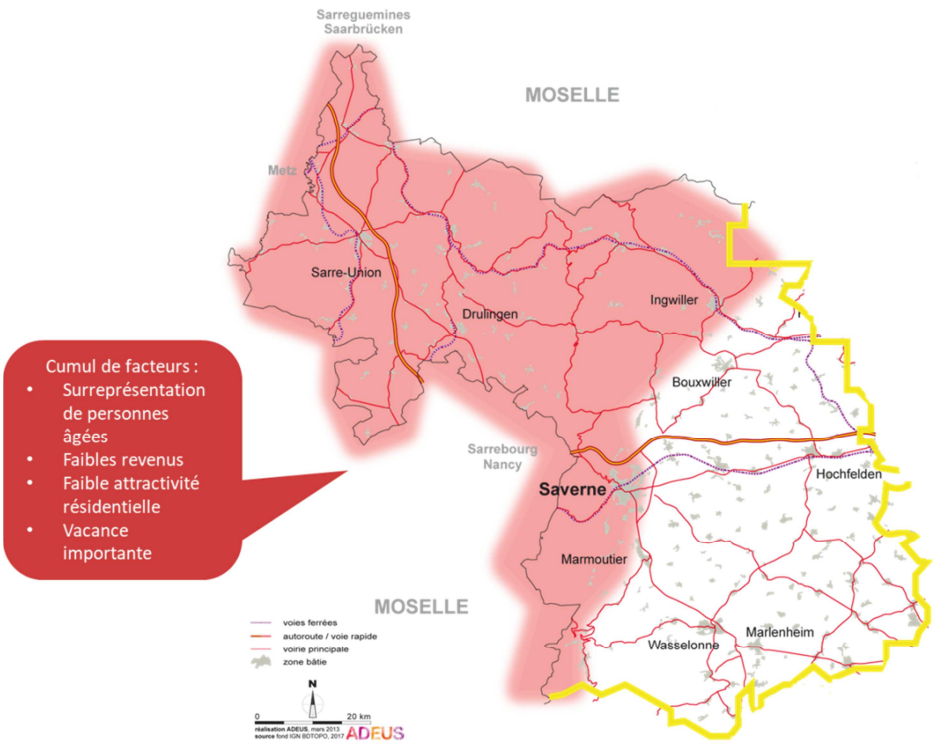 Sarreguemines
Saarbrücken
MOSELLE
Metz
Sarre-Union
Ingwiller
Drulingen
Cumul de facteurs :
• Surreprésentation
de personnes
âgées
• Faibles revenus
• Faible attractivité
résidentielle
• Vacance
importante
Bouxwiller
Sarrebourg
Nancy
Hochfelden
Saverne
Marmoutier
MOSELLE
Marlenheim
Wasselonne
voies ferrées
autoroute / voie rapide
voirie principale
zone bâtie
N
0 20 km
réalisation ADEUS, mars 2013
source fond IGN BDTOPO, 2017
ADEUS